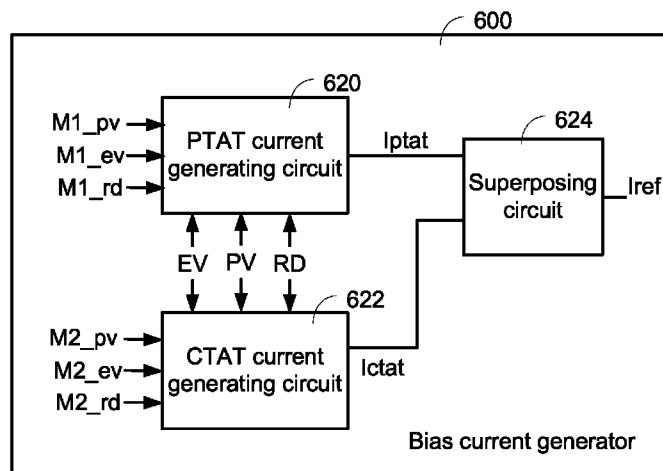 600
620
M1_pv
M1_ev
M1_rd
PTAT current
generating circuit
Iptat
624
Superposing
circuit
Iref
EV PV RD
622
M2_pv
M2_ev
M2_rd
CTAT current
generating circuit
Ictat
Bias current generator